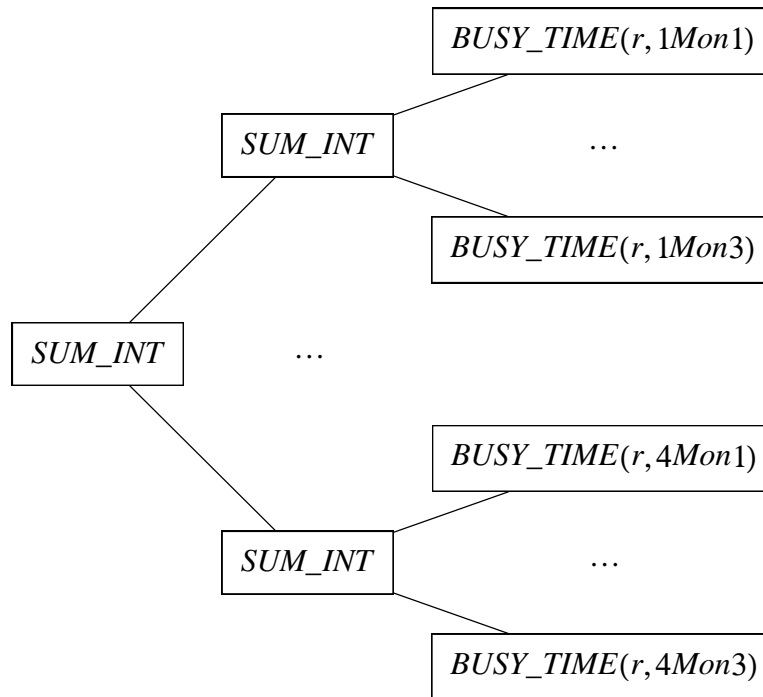 BUSY_TIME(r, 1Mon1)
SUM_INT
...
BUSY_TIME(r, 1Mon3)
SUM_INT
...
BUSY_TIME(r, 4Mon1)
SUM_INT
...
BUSY_TIME(r, 4Mon3)